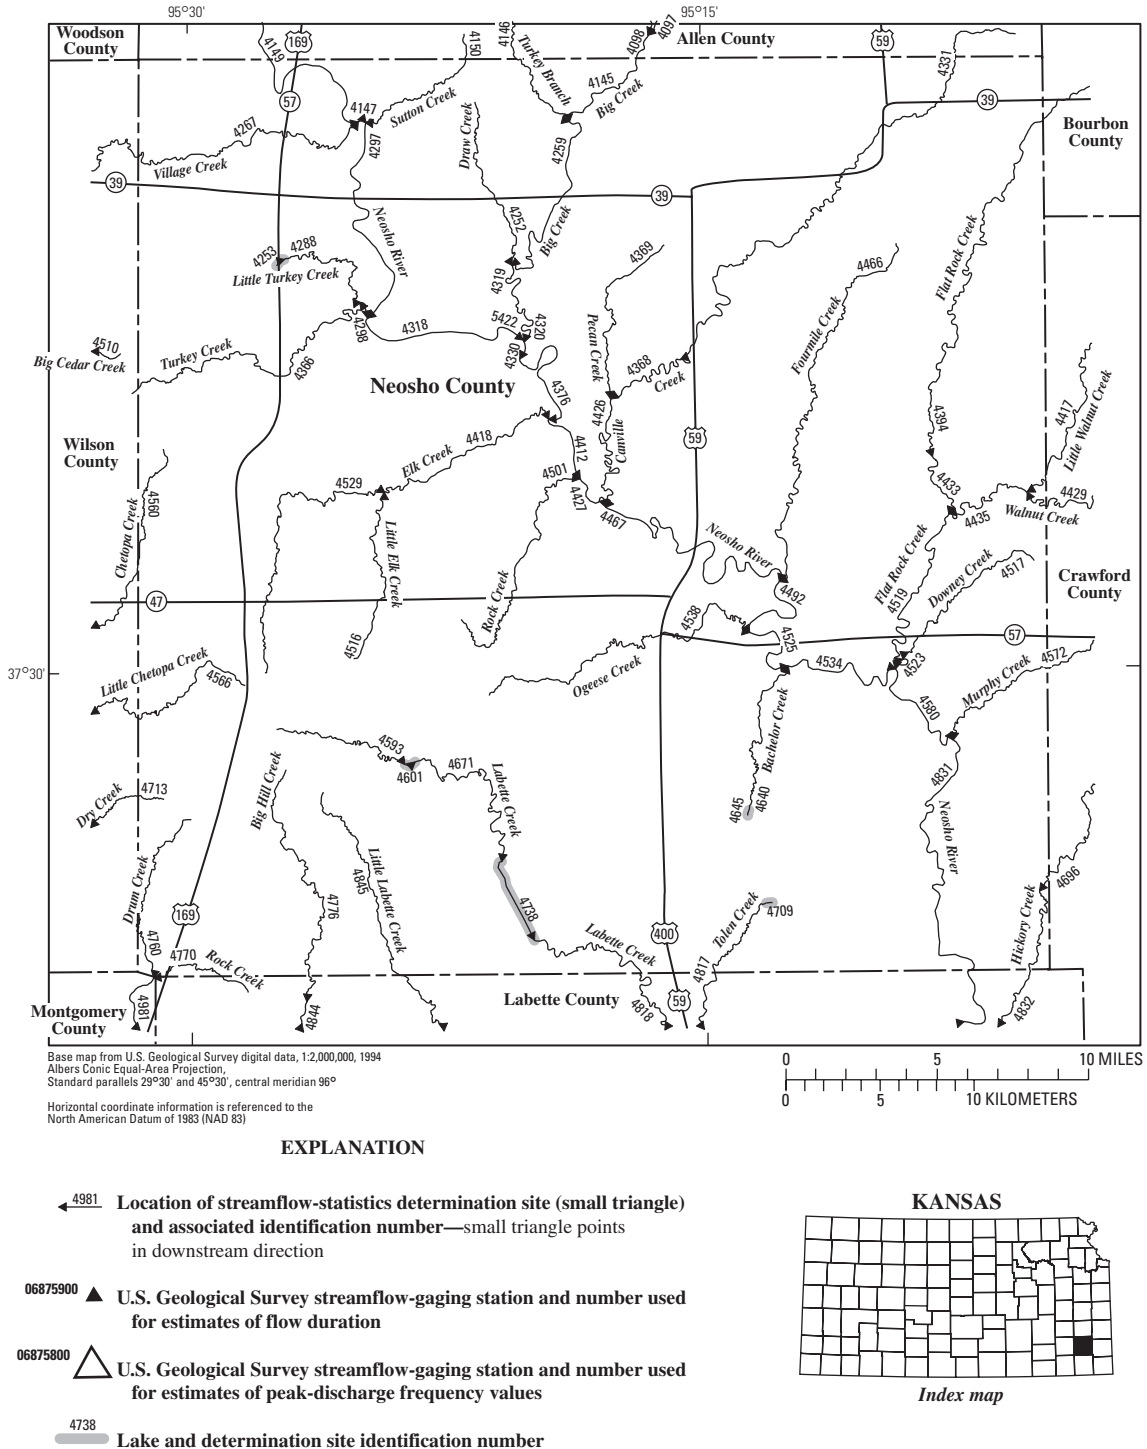 95°30'
95°15'
Woodson
County
4149
169
4150
4146
Turkey Branch
4098
4097
Allen County
59
4331
57
4147
Sutton Creek
Draw Creek
4145
Big Creek
39
Bourbon
County
4267
4297
4259
Village Creek
39
39
Neosho River
4252
Big Creek
Flat Rock Creek
4253
4288
4369
4466
Little Turkey Creek
4319
4298
4318
5422
4320
Pecan Creek
Fourmile Creek
4510
Big Cedar Creek
Turkey Creek
4366
4330
4368
Creek
Neosho County
4376
4426
Canville
4394
4417
Little Walnut Creek
59
Wilson
County
4418
4412
Elk Creek
4529
4501
4427
4433
4429
4560
Chetopa Creek
4467
4435
Walnut Creek
Little Elk Creek
Neosho River
Flat Rock Creek
Downey Creek
4517
Rock Creek
4492
4519
Crawford
County
47
4538
4516
4525
57
37°30'
Little Chetopa Creek
4566
Ogeese Creek
4534
4523
Murphy Creek
4572
Bachelor Creek
4580
4593
4601
4671
Labette Creek
4831
Big Hill Creek
Dry Creek
4713
4645
4640
Neosho River
Drum Creek
Little Labette Creek
4845
4776
4738
4696
Tolen Creek
4709
169
400
Hickory Creek
4760
4770
Rock Creek
Labette Creek
4817
4981
Montgomery
County
4844
Labette County
4818
59
4832
Base map from U.S. Geological Survey digital data, 1:2,000,000, 1994
Albers Conic Equal-Area Projection,
Standard parallels 29°30' and 45°30', central meridian 96°
Horizontal coordinate information is referenced to the
North American Datum of 1983 (NAD 83)
0 5 10 MILES
0 5 10 KILOMETERS
EXPLANATION
4981 Location of streamflow-statistics determination site (small triangle)
and associated identification number—small triangle points
in downstream direction
06875900 U.S. Geological Survey streamflow-gaging station and number used
for estimates of flow duration
06875800 U.S. Geological Survey streamflow-gaging station and number used
for estimates of peak-discharge frequency values
4738 Lake and determination site identification number
KANSAS
Index map